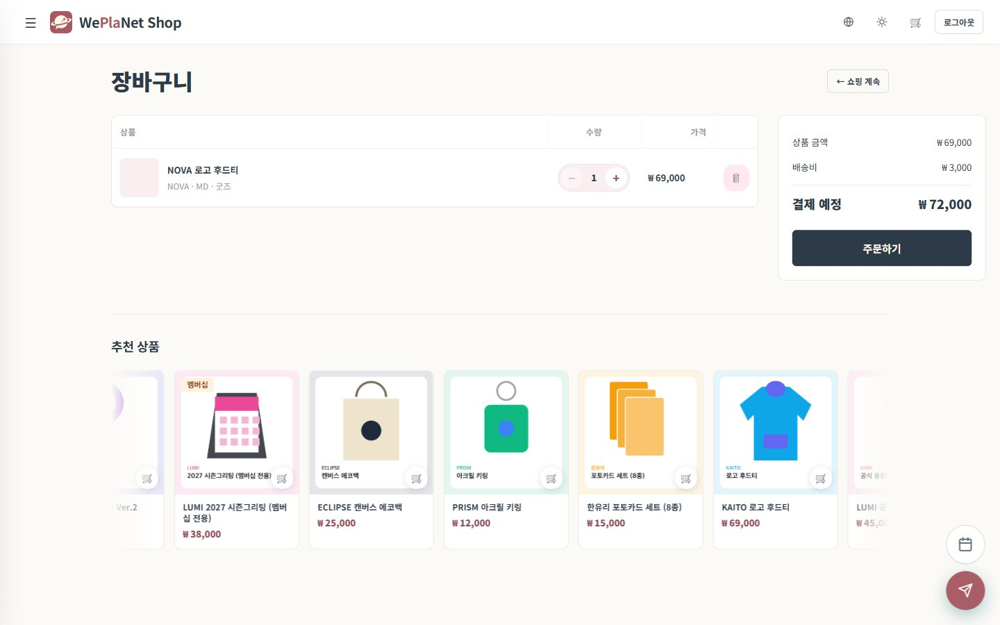 WePlaNet Shop
로그아웃
장바구니
← 쇼핑 계속
상품 수량 가격
NOVA 로고 후드티
NOVA · MD · 굿즈
− 1 + ₩69,000
상품 금액 ₩69,000
배송비 ₩3,000
결제 예정 ₩72,000
주문하기
추천 상품
Ver.2
멤버십
LUMI
2027 시즌그리팅 (멤버십 전용)
LUMI 2027 시즌그리팅 (멤버
십 전용)
₩38,000
ECLIPSE
캔버스 에코백
ECLIPSE 캔버스 에코백
₩25,000
PRISM
아크릴 키링
PRISM 아크릴 키링
₩12,000
한유리
포토카드 세트 (8종)
한유리 포토카드 세트 (8종)
₩15,000
KAITO
로고 후드티
KAITO 로고 후드티
₩69,000
LUMI
공식 응원
LUMI 공
₩45,00